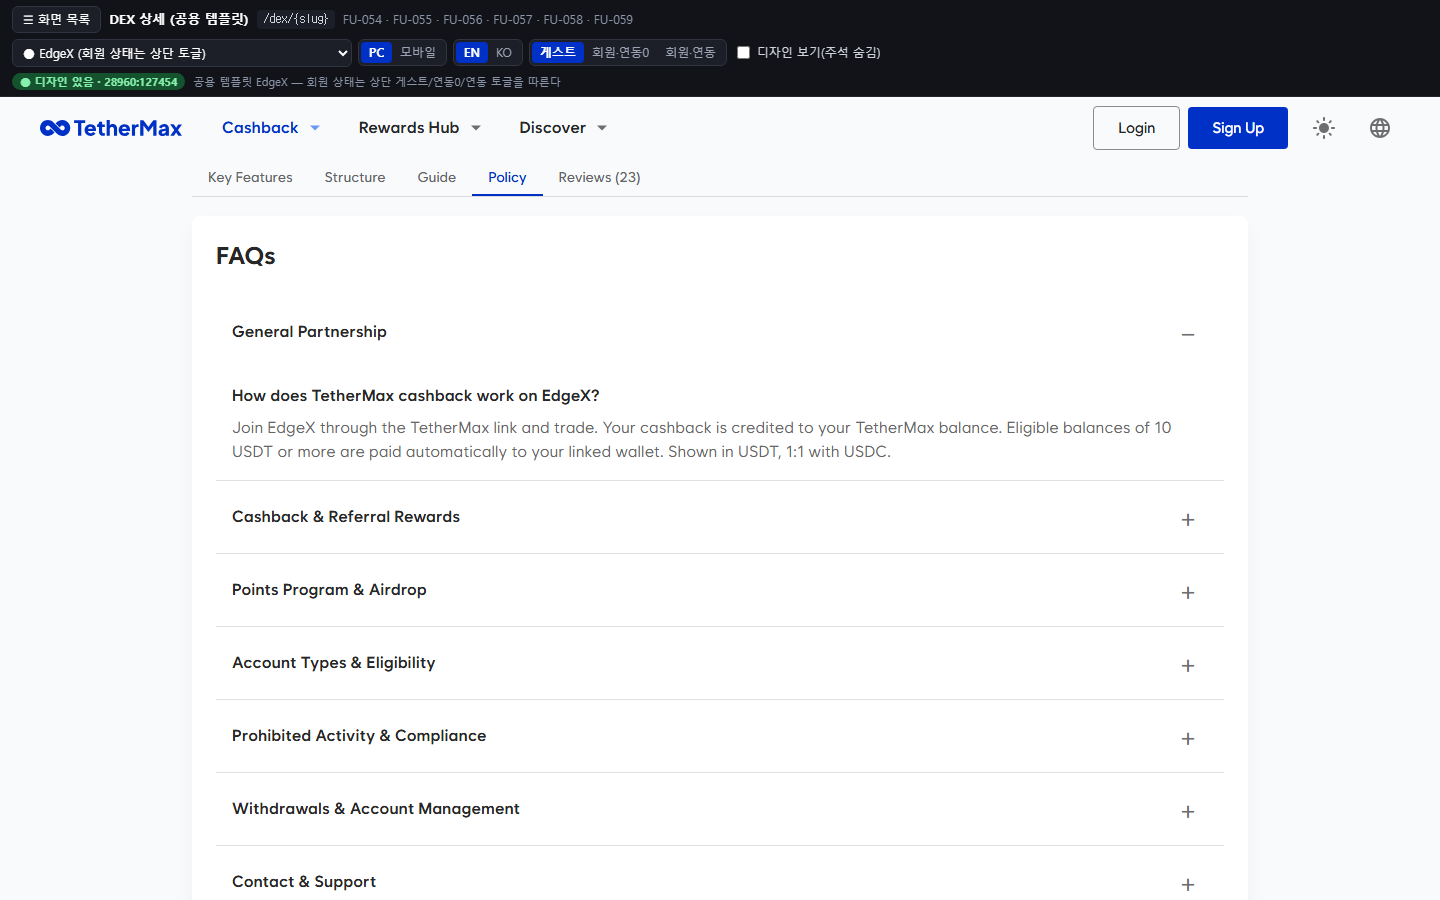 ☰ 화면 목록 DEX 상세 (공용 템플릿) /dex/{slug} FU-054 · FU-055 · FU-056 · FU-057 · FU-058 · FU-059
● EdgeX (회원 상태는 상단 토글) PC 모바일 EN KO 게스트 회원·연동0 회원·연동 디자인 보기(주석 숨김)
● 디자인 있음 · 28960:127454 공용 템플릿 EdgeX — 회원 상태는 상단 게스트/연동0/연동 토글을 따른다
TetherMax Cashback Rewards Hub Discover Login Sign Up
Key Features Structure Guide Policy Reviews (23)
FAQs
General Partnership
How does TetherMax cashback work on EdgeX?
Join EdgeX through the TetherMax link and trade. Your cashback is credited to your TetherMax balance. Eligible balances of 10
USDT or more are paid automatically to your linked wallet. Shown in USDT, 1:1 with USDC.
Cashback & Referral Rewards
Points Program & Airdrop
Account Types & Eligibility
Prohibited Activity & Compliance
Withdrawals & Account Management
Contact & Support